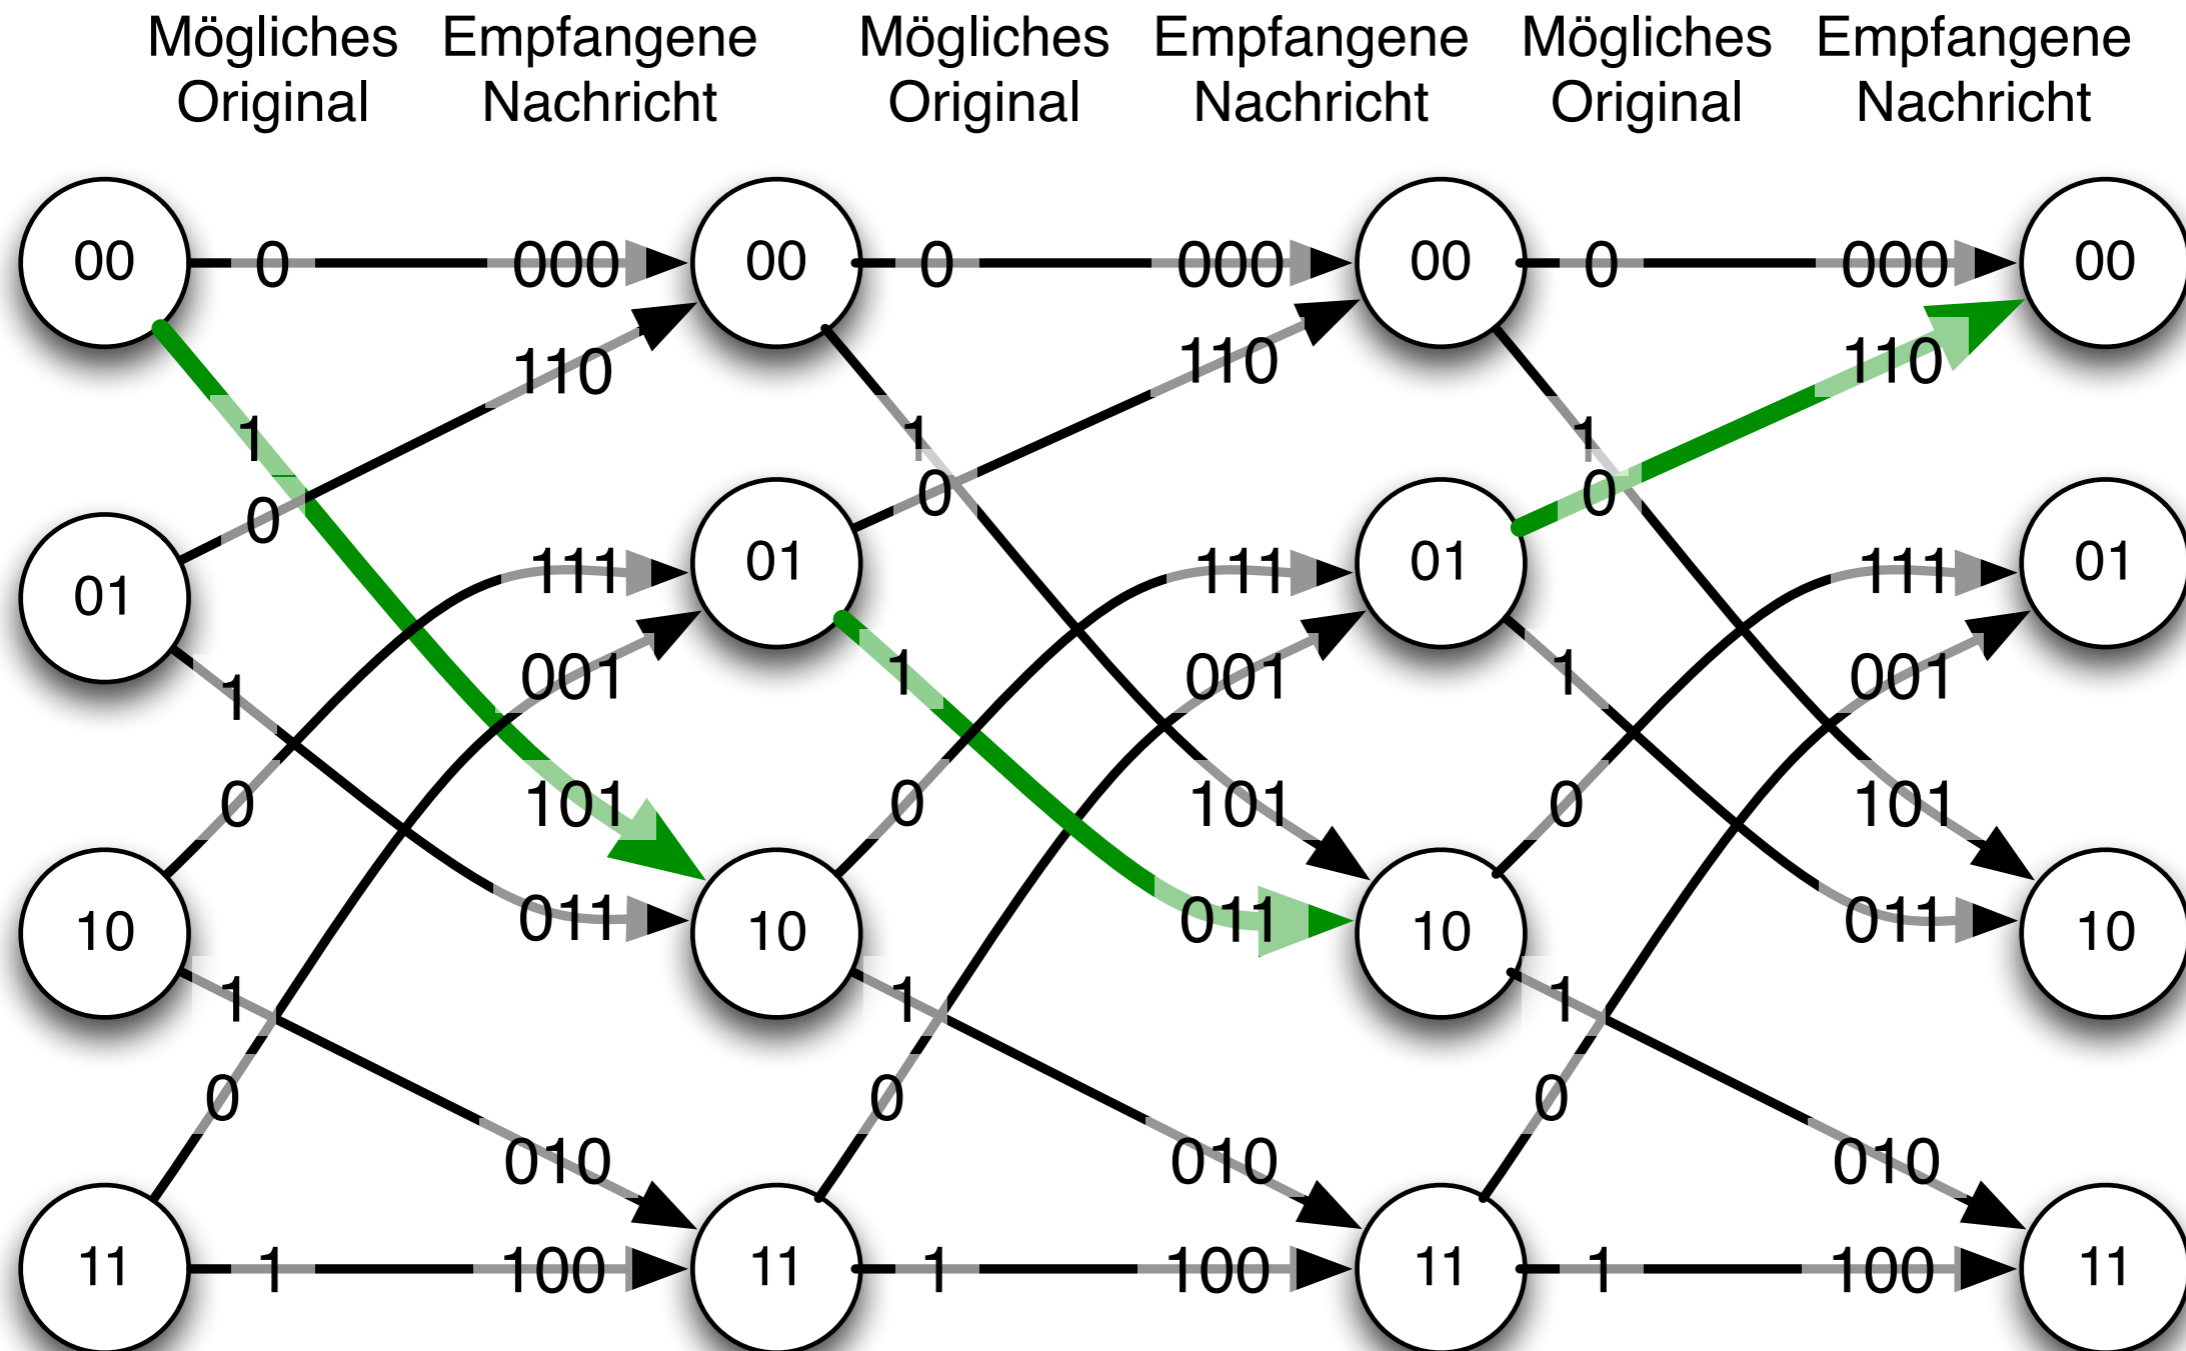 Mögliches Empfangene Mögliches Empfangene Mögliches Empfangene
Original Nachricht Original Nachricht Original Nachricht
00 0 000 00 0 000 00 0 000 00
110 110 110
1 1 1
0 0 0
01 111 01 111 01 111 01
1 001 1 001 1 001
0 101 0 101 0 101
10 011 10 011 10 011 10
1 1 1
0 0 0
010 010 010
11 1 100 11 1 100 11 1 100 11